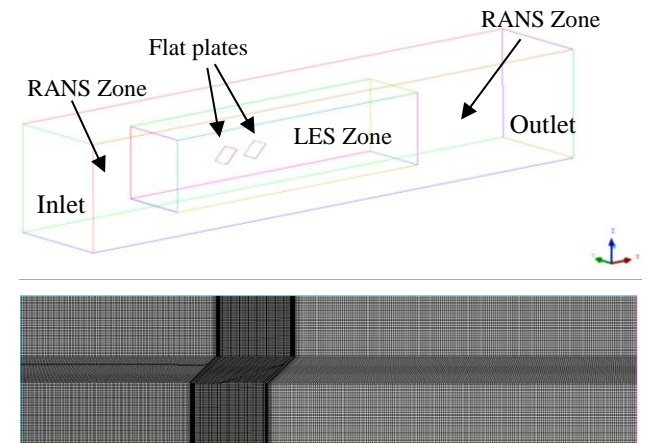 RANS Zone
Flat plates
RANS Zone
LES Zone
Outlet
Inlet